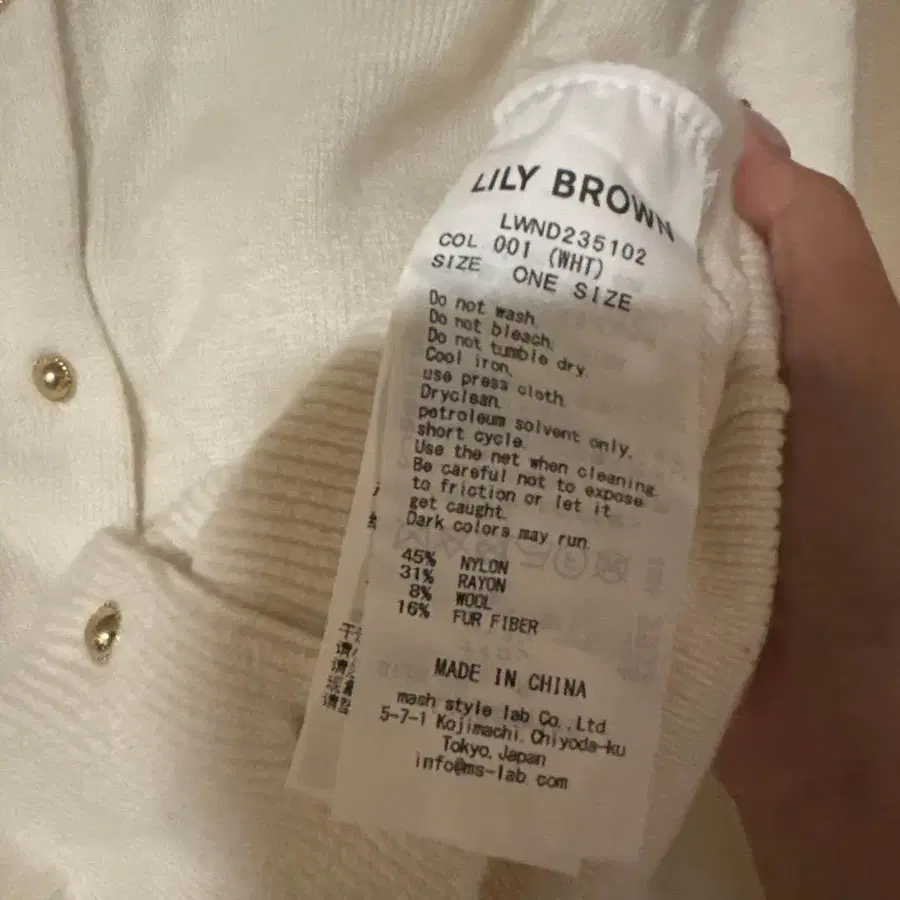 LILY BROWN
LWND235102
COL 001 (WHT)
SIZE ONE SIZE
Do not wash.
Do not bleach.
Do not tumble dry.
Cool iron.
use press cloth.
Dryclean.
petroleum solvent only.
short cycle.
Use the net when cleaning.
Be careful not to expose
to friction or let it
get caught.
Dark colors may run.
45% NYLON
31% RAYON
8% WOOL
16% FUR FIBER
MADE IN CHINA
mash style lab Co.,Ltd.
5-7-1 Kojimachi, Chiyoda-ku
Tokyo, Japan
info@ms-lab.com